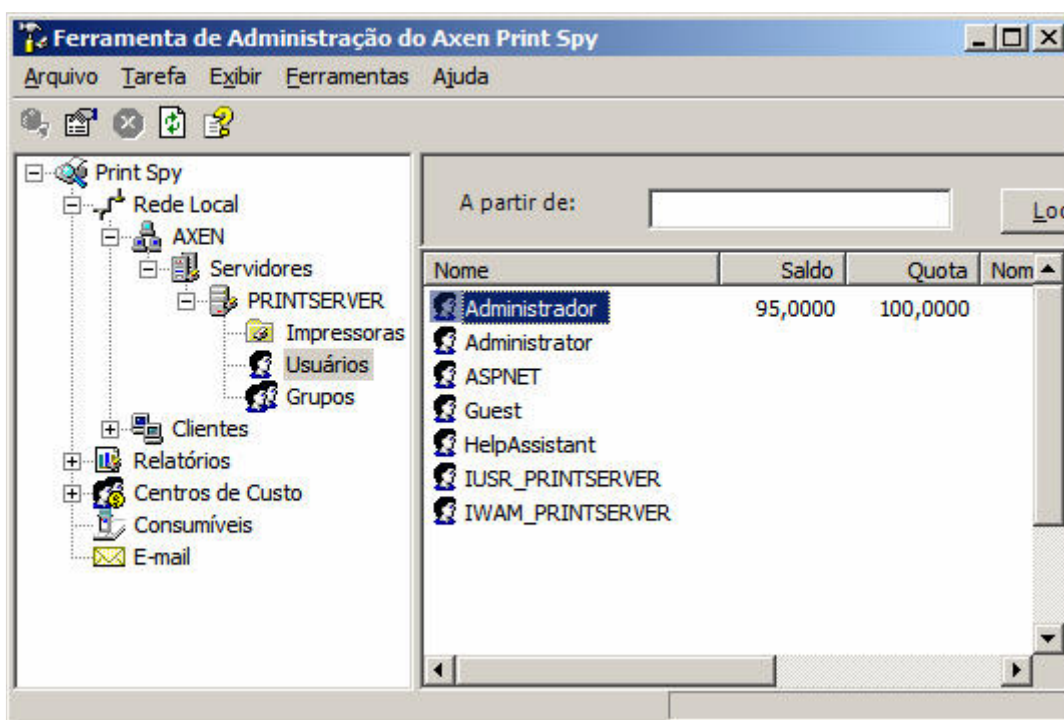 Ferramenta de Administração do Axen Print Spy
Arquivo Tarefa Exibir Ferramentas Ajuda
Print Spy
Rede Local
AXEN
Servidores
PRINTSERVER
Impressoras
Usuários
Grupos
Clientes
Relatórios
Centros de Custo
Consumíveis
E-mail
A partir de:
Loc
Nome Saldo Quota Nom
Administrador 95,0000 100,0000
Administrator
ASPNET
Guest
HelpAssistant
IUSR_PRINTSERVER
IWAM_PRINTSERVER